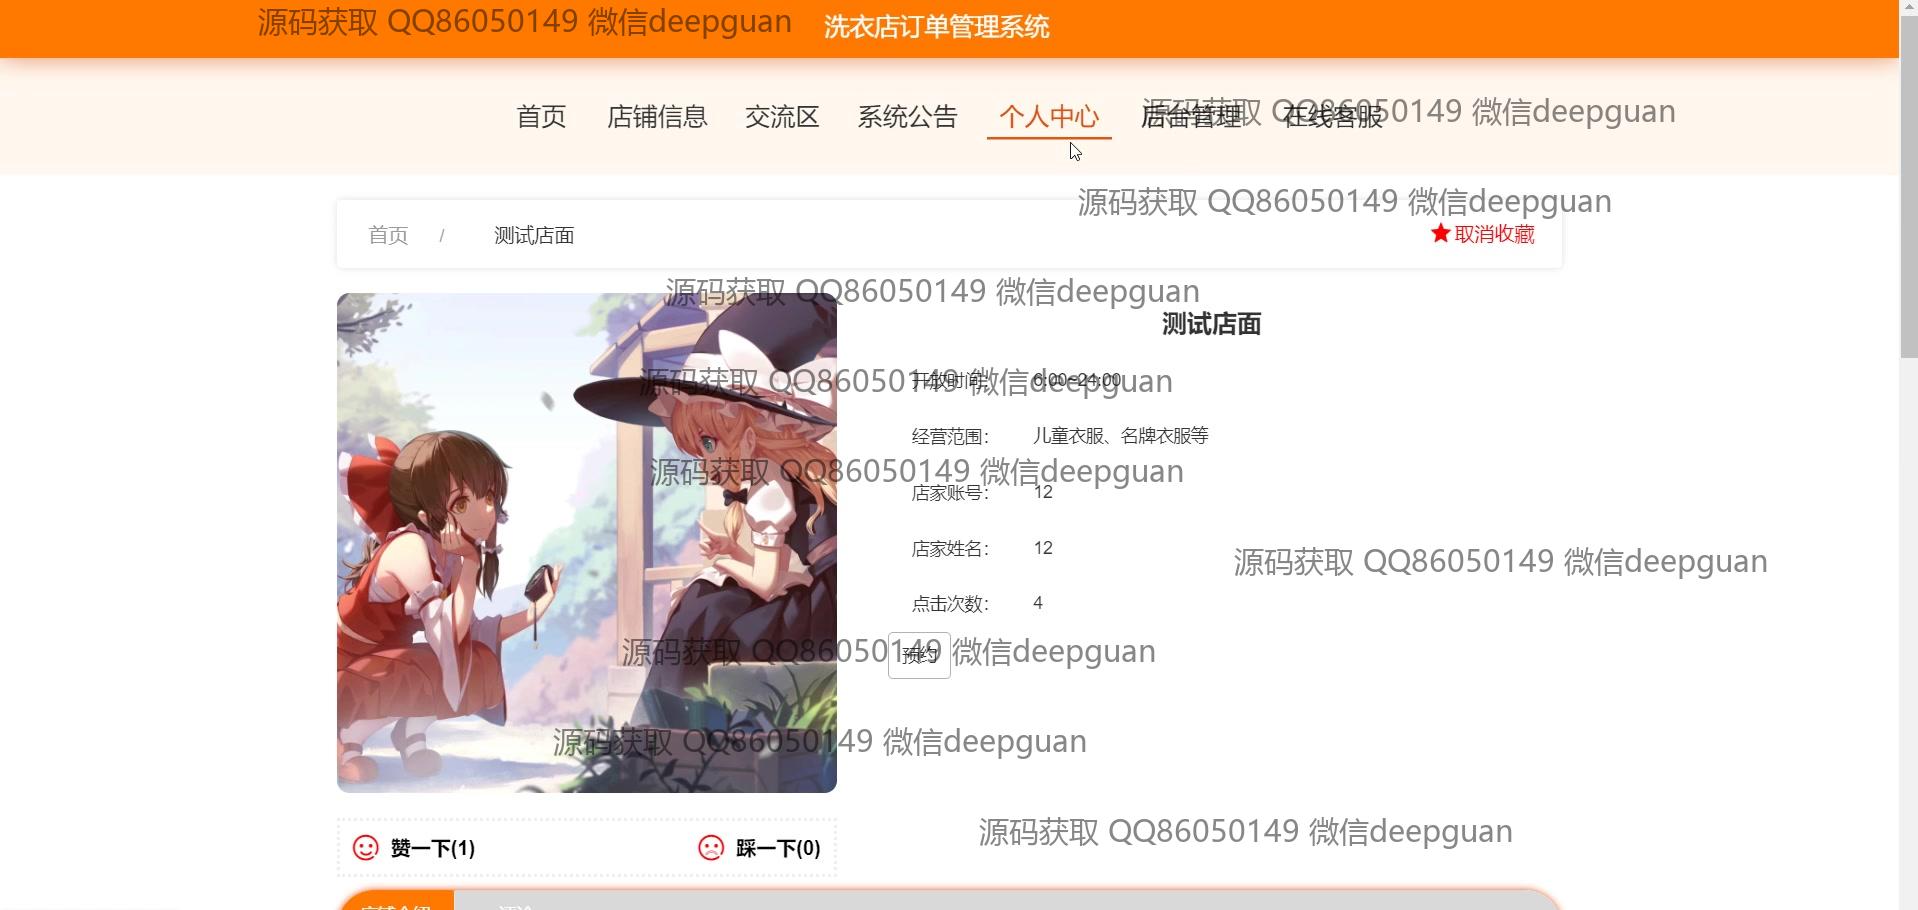 源码获取 QQ86050149 微信deepguan
洗衣店订单管理系统
首页 店铺信息 交流区 系统公告 个人中心 后台管理 在线客服
源码获取 QQ86050149 微信deepguan
源码获取 QQ86050149 微信deepguan
首页 / 测试店面
取消收藏
源码获取 QQ86050149 微信deepguan
测试店面
开放时间: 6:00~24:00
源码获取 QQ86050149 微信deepguan
经营范围: 儿童衣服、名牌衣服等
源码获取 QQ86050149 微信deepguan
店家账号: 12
店家姓名: 12
源码获取 QQ86050149 微信deepguan
点击次数: 4
源码获取 QQ86050149 微信deepguan
预约
源码获取 QQ86050149 微信deepguan
源码获取 QQ86050149 微信deepguan
赞一下(1) 踩一下(0)